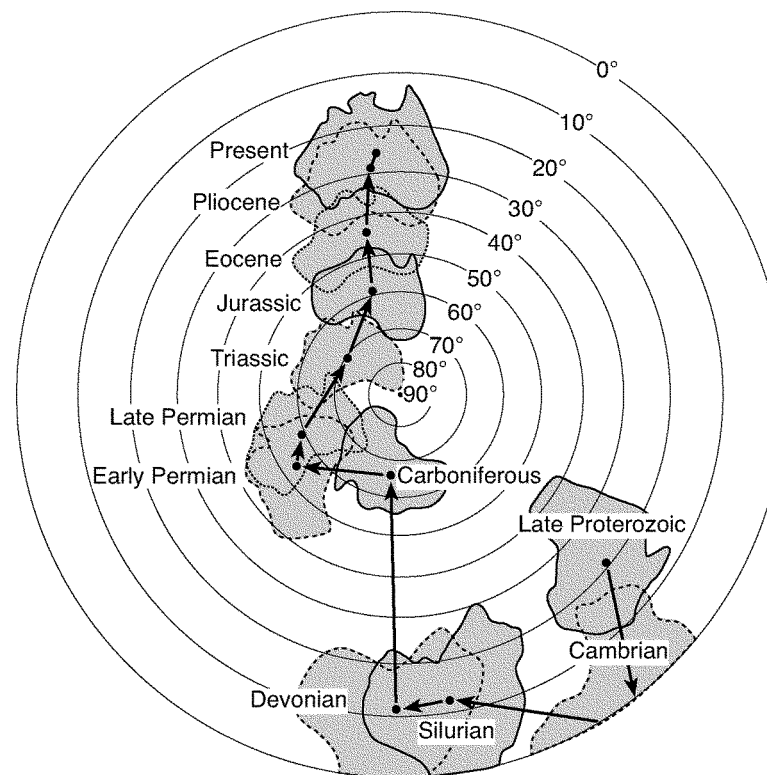 0°
10°
20°
30°
40°
50°
60°
70°
80°
90°
Present
Pliocene
Eocene
Jurassic
Triassic
Late Permian
Early Permian
Carboniferous
Late Proterozoic
Cambrian
Devonian
Silurian